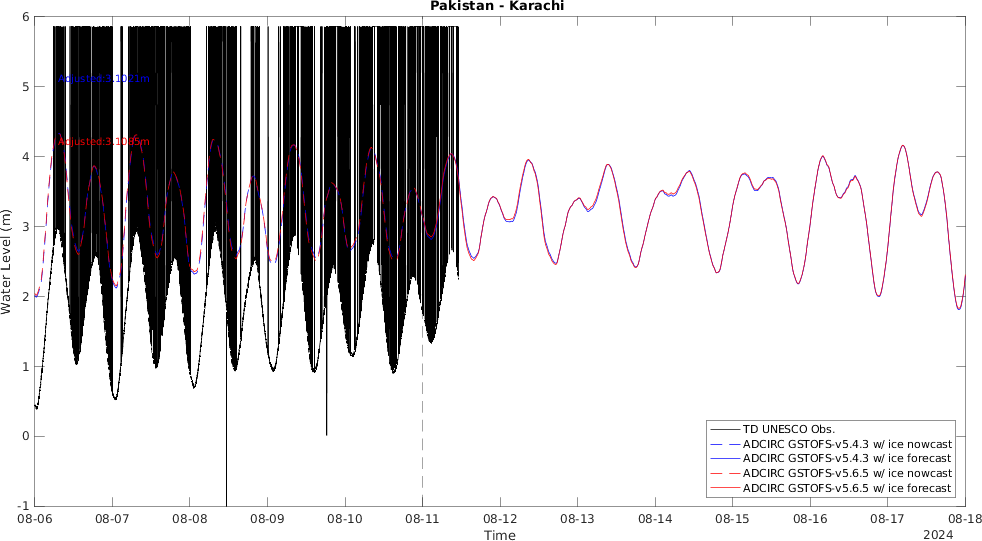 Pakistan - Karachi
6
5
4
3
2
1
0
-1
Water Level (m)
Adjusted:3.1085m
TD UNESCO Obs.
ADCIRC GSTOFS-v5.4.3 w/ ice nowcast
ADCIRC GSTOFS-v5.4.3 w/ ice forecast
ADCIRC GSTOFS-v5.6.5 w/ ice nowcast
ADCIRC GSTOFS-v5.6.5 w/ ice forecast
08-06 08-07 08-08 08-09 08-10 08-11 08-12 08-13 08-14 08-15 08-16 08-17 08-18
Time
2024